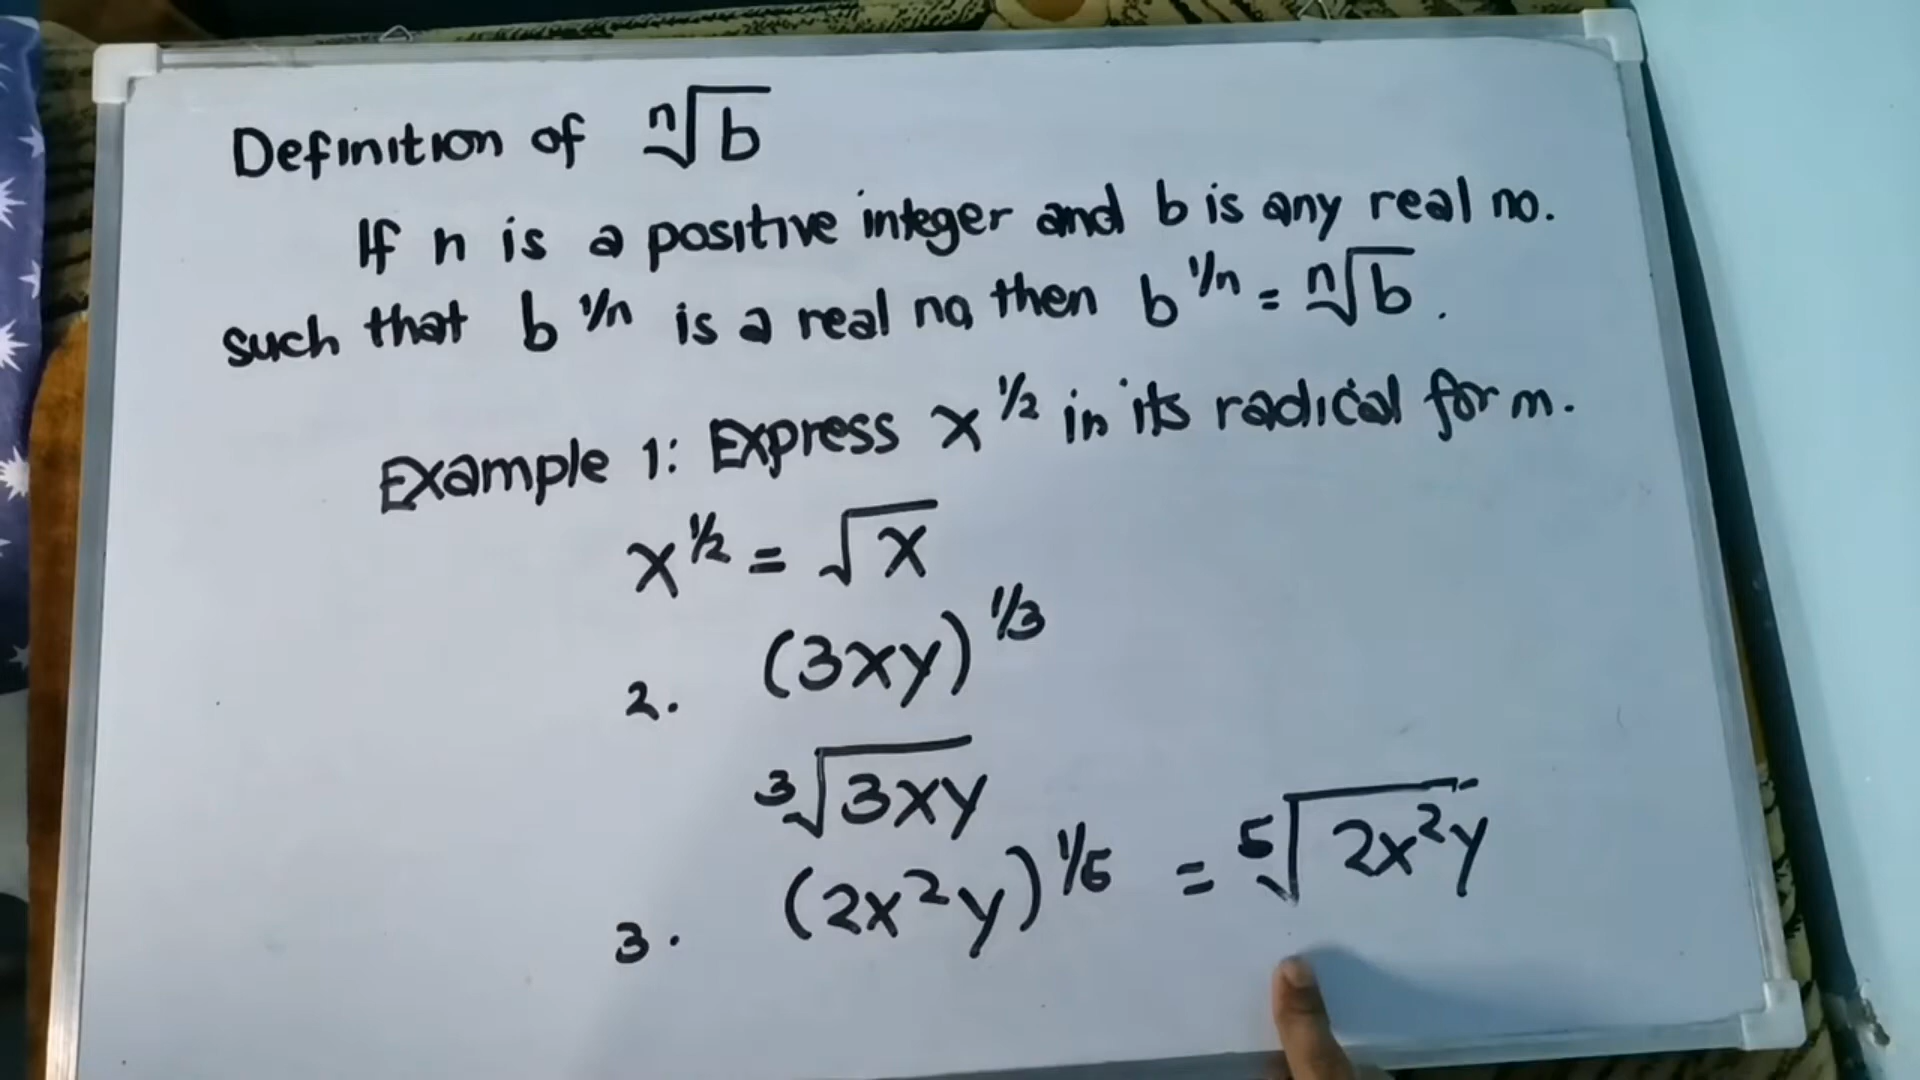 Definition of ⁿ√b
If n is a positive integer and b is any real no.
such that b^1/n is a real no, then b^1/n = ⁿ√b.
Example 1: Express x^1/2 in its radical form.
x^1/2 = √x
2. (3xy)^1/3
³√3xy
3. (2x²y)^1/5 = ⁵√2x²y